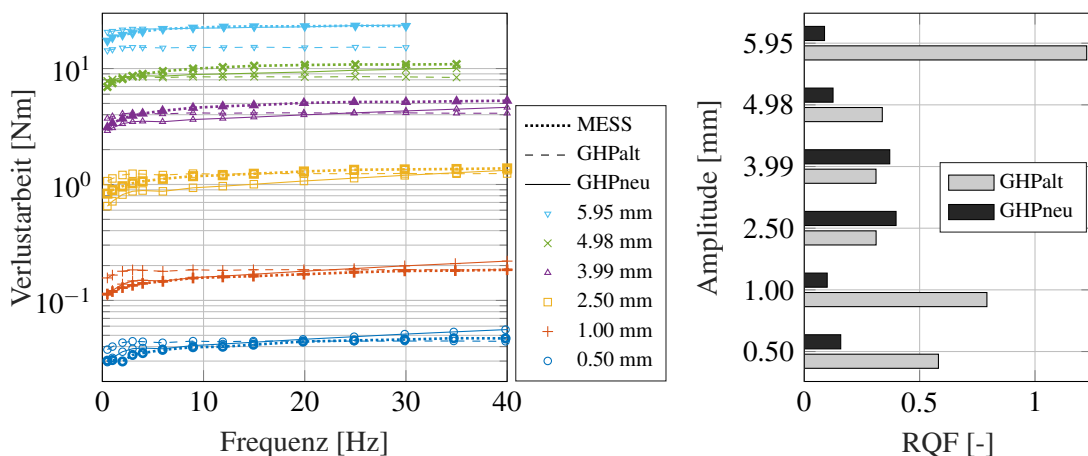 Verlustarbeit [Nm]
10^1
10^0
10^−1
0
10
20
30
40
Frequenz [Hz]
MESS
GHPalt
GHPneu
5.95 mm
4.98 mm
3.99 mm
2.50 mm
1.00 mm
0.50 mm
Amplitude [mm]
5.95
4.98
3.99
2.50
1.00
0.50
GHPalt
GHPneu
0
0.5
1
RQF [-]